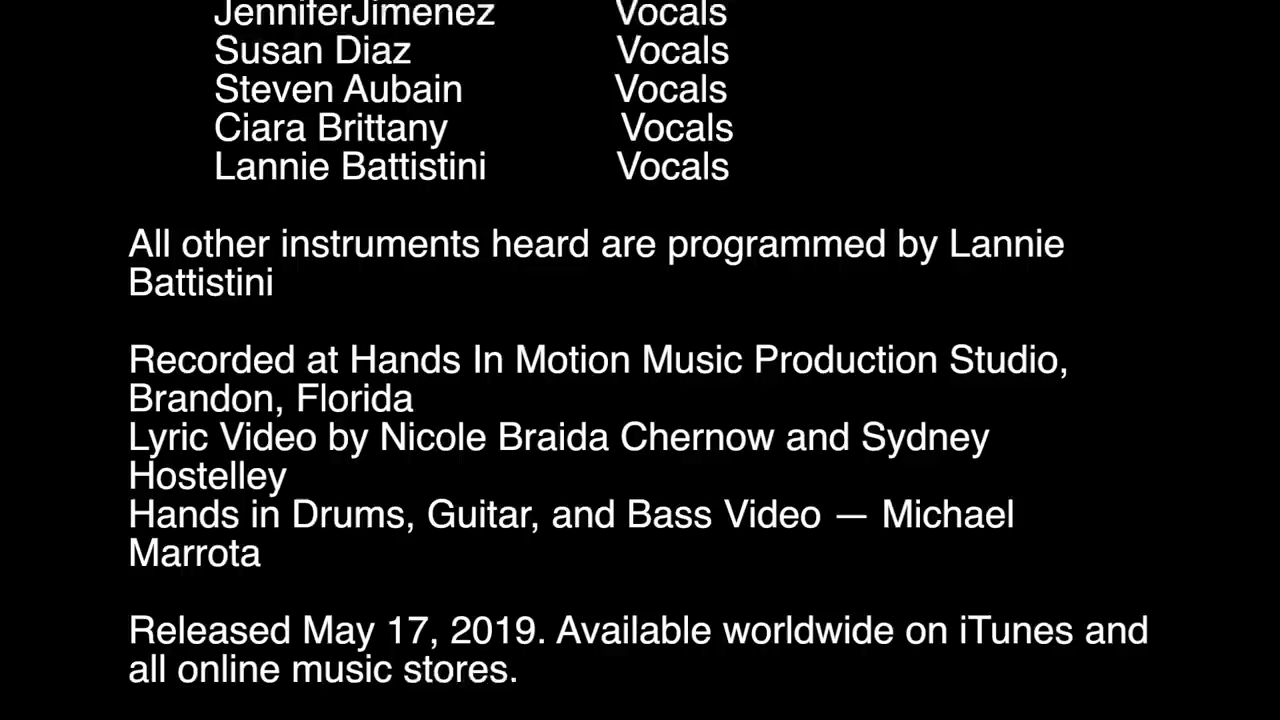 JenniferJimenez Vocals
Susan Diaz Vocals
Steven Aubain Vocals
Ciara Brittany Vocals
Lannie Battistini Vocals
All other instruments heard are programmed by Lannie
Battistini
Recorded at Hands In Motion Music Production Studio,
Brandon, Florida
Lyric Video by Nicole Braida Chernow and Sydney
Hostelley
Hands in Drums, Guitar, and Bass Video — Michael
Marrota
Released May 17, 2019. Available worldwide on iTunes and
all online music stores.